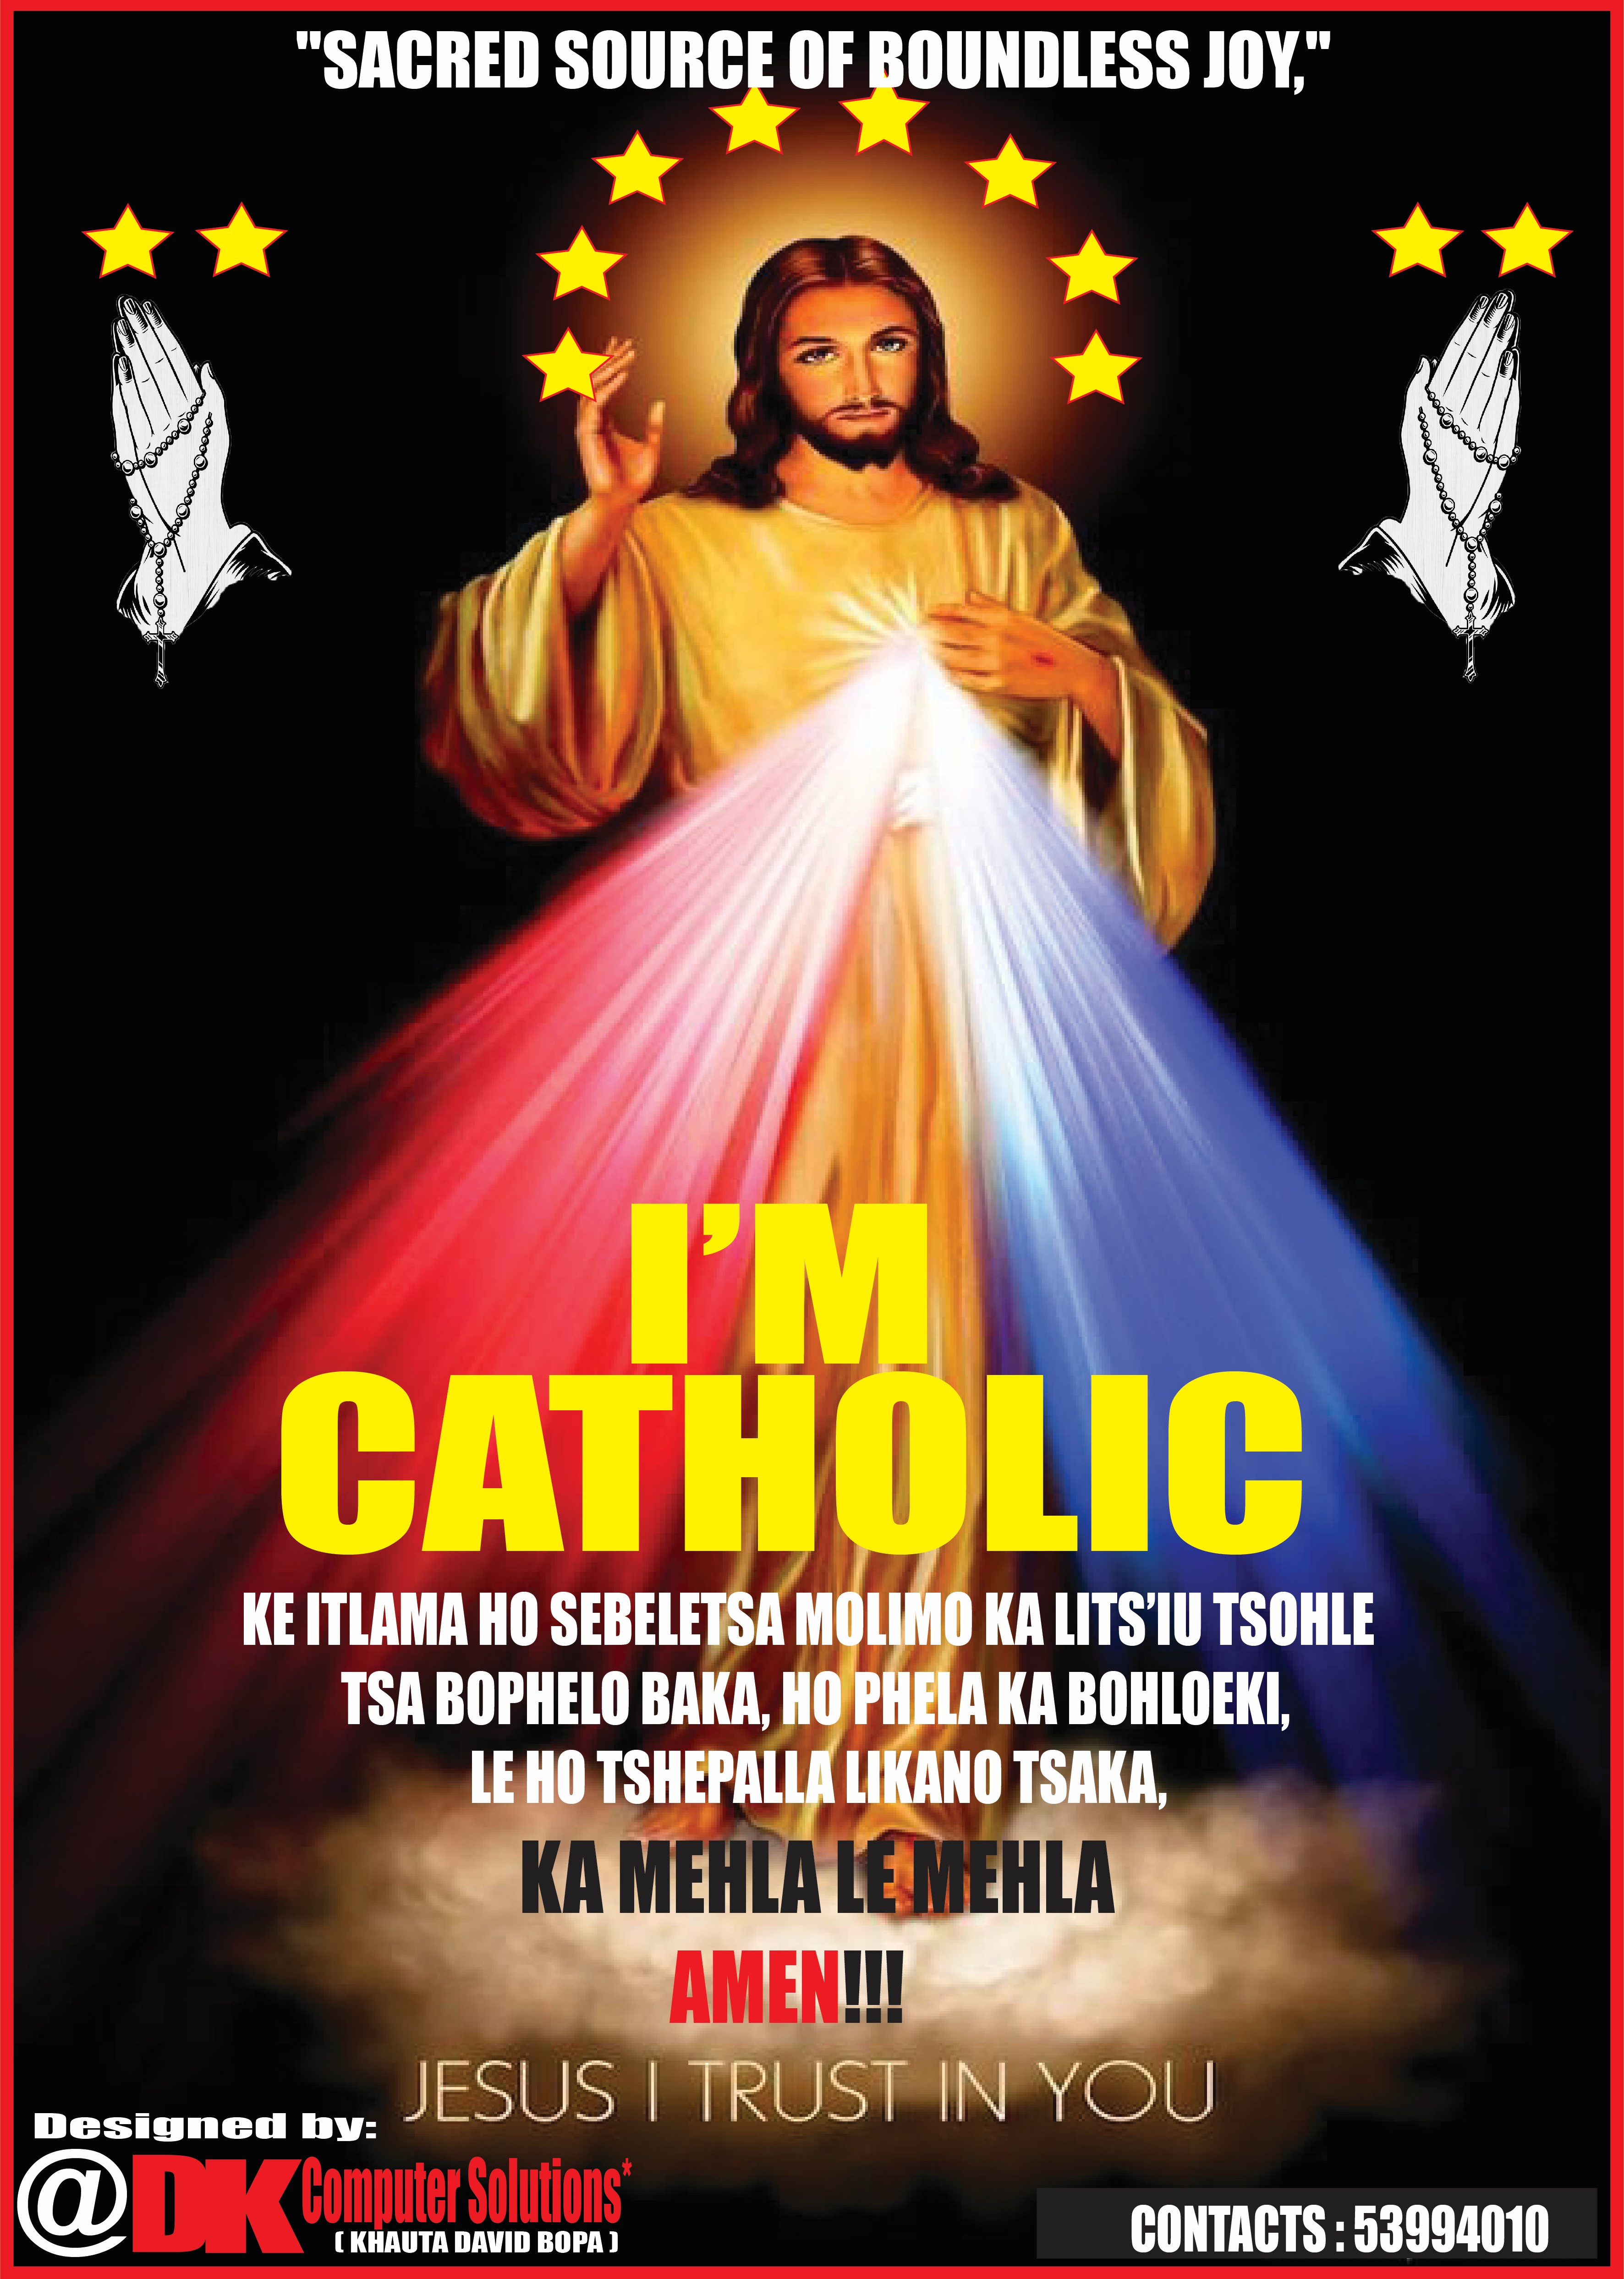 "SACRED SOURCE OF BOUNDLESS JOY,"
I'M
CATHOLIC
KE ITLAMA HO SEBELETSA MOLIMO KA LITS'IU TSOHLE
TSA BOPHELO BAKA, HO PHELA KA BOHLOEKI,
LE HO TSHEPALLA LIKANO TSAKA,
KA MEHLA LE MEHLA
AMEN!!!
JESUS I TRUST IN YOU
Designed by:
@DK Computer Solutions*
( KHAUTA DAVID BOPA )
CONTACTS : 53994010